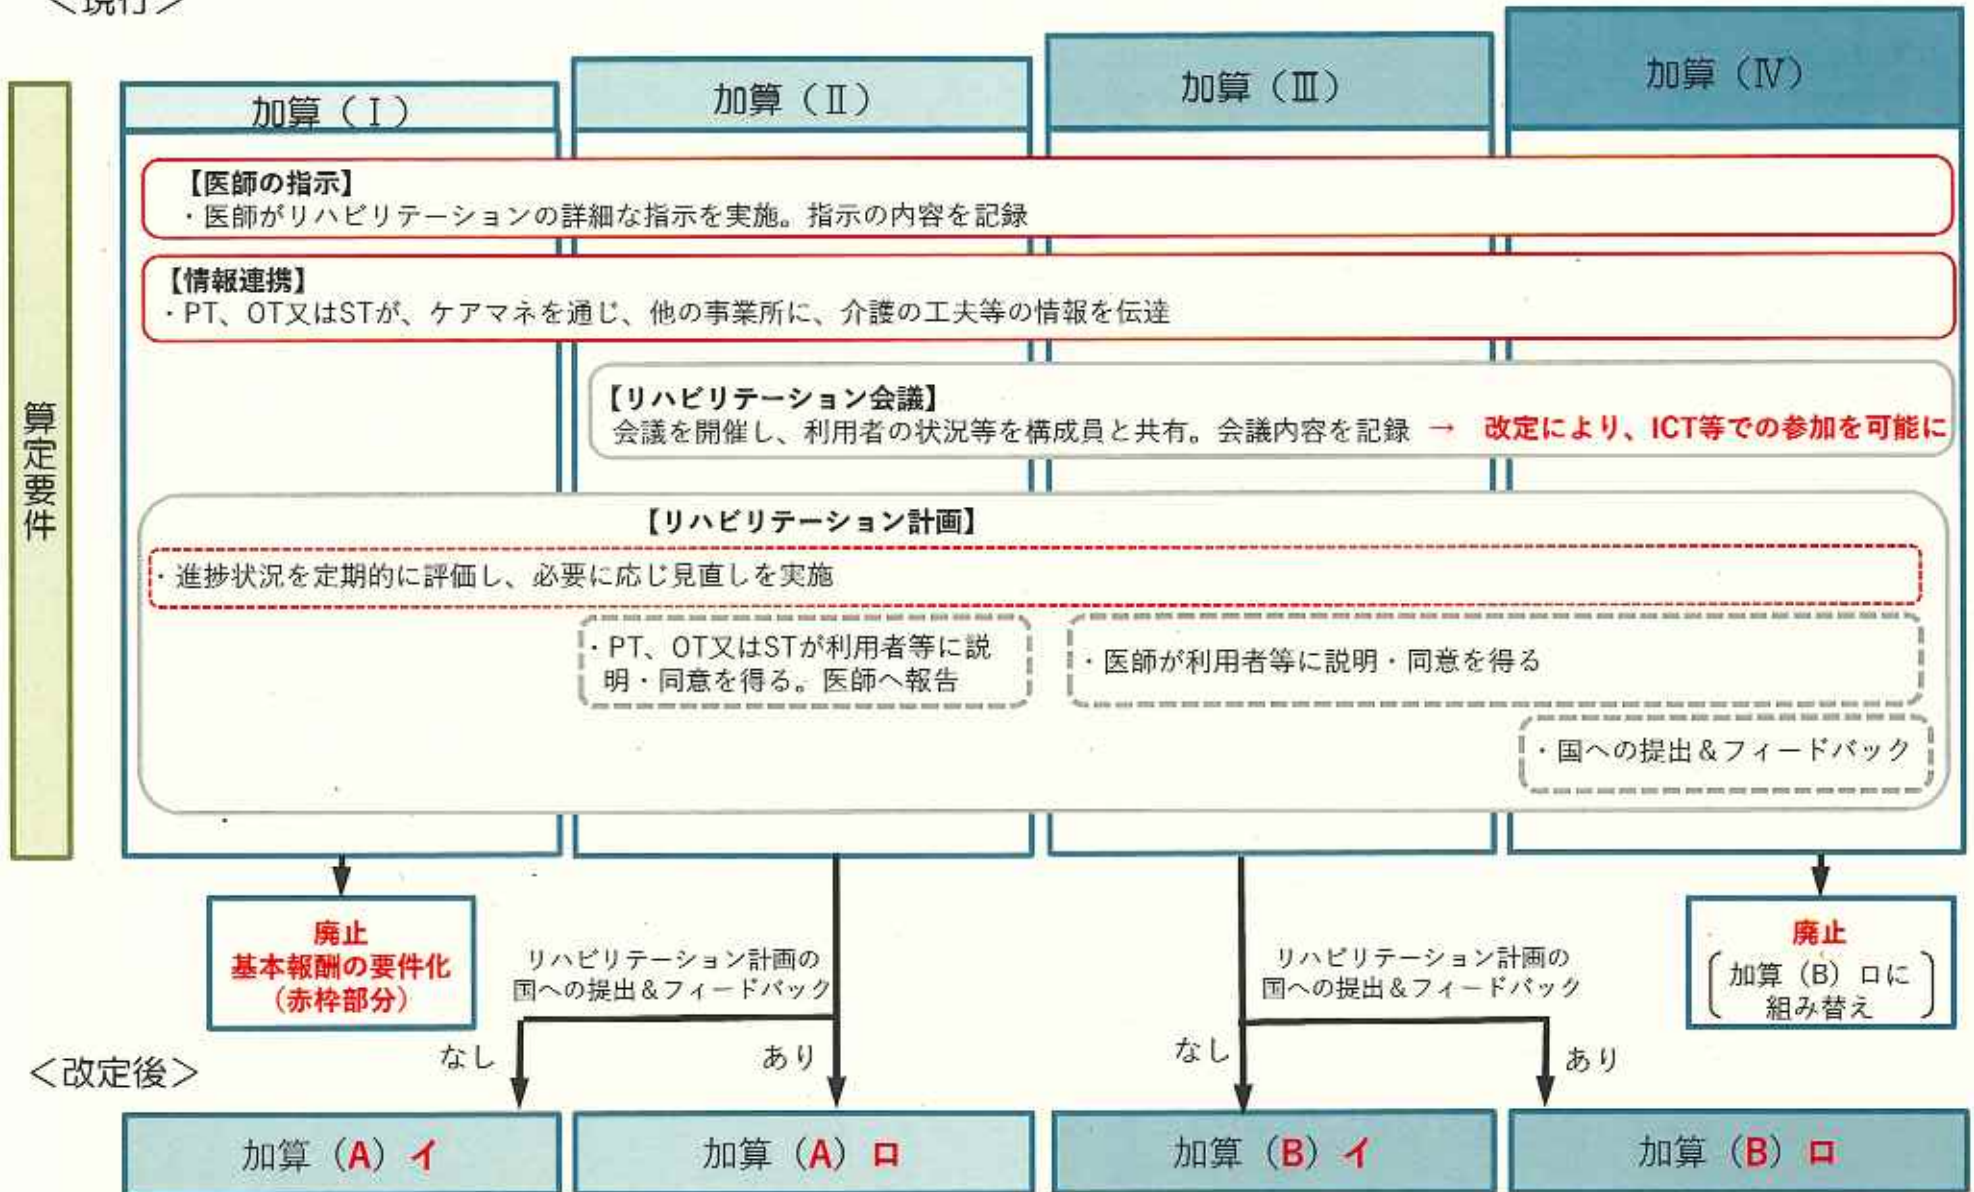 ＜現行＞
加算（Ⅰ）
加算（Ⅱ）
加算（Ⅲ）
加算（Ⅳ）
算定要件
【医師の指示】
・医師がリハビリテーションの詳細な指示を実施。指示の内容を記録
【情報連携】
・PT、OT又はSTが、ケアマネを通じ、他の事業所に、介護の工夫等の情報を伝達
【リハビリテーション会議】
会議を開催し、利用者の状況等を構成員と共有。会議内容を記録 → 改定により、ICT等での参加を可能に
【リハビリテーション計画】
・進捗状況を定期的に評価し、必要に応じ見直しを実施
・PT、OT又はSTが利用者等に説
明・同意を得る。医師へ報告
・医師が利用者等に説明・同意を得る
・国への提出＆フィードバック
廃止
基本報酬の要件化
（赤枠部分）
リハビリテーション計画の
国への提出＆フィードバック
なし
あり
リハビリテーション計画の
国への提出＆フィードバック
なし
あり
廃止
加算（B）ロに
組み替え
＜改定後＞
加算（A）イ
加算（A）ロ
加算（B）イ
加算（B）ロ